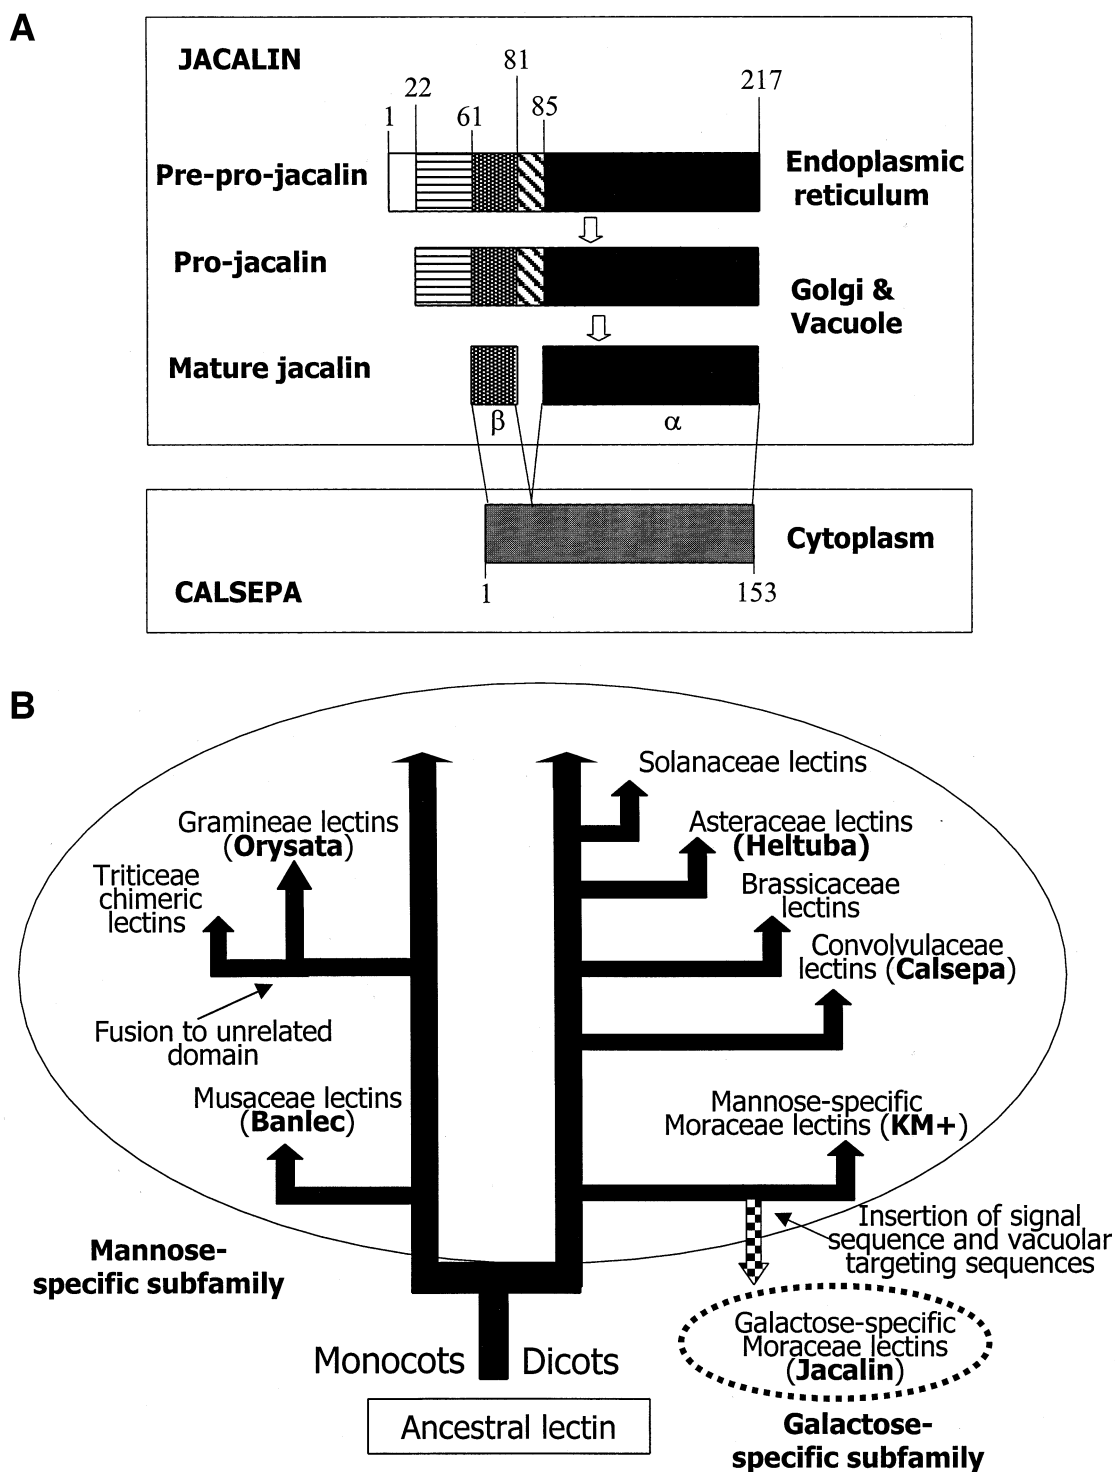 A
JACALIN
1
22
61
81
85
217
Pre-pro-jacalin
Endoplasmic
reticulum
Pro-jacalin
Golgi &
Vacuole
Mature jacalin
β
α
Cytoplasm
CALSEPA
1
153
B
Solanaceae lectins
Gramineae lectins
(Orysata)
Asteraceae lectins
(Heltuba)
Triticeae
chimeric
lectins
Brassicaceae
lectins
Convolvulaceae
lectins (Calsepa)
Fusion to unrelated
domain
Musaceae lectins
(Banlec)
Mannose-specific
Moraceae lectins (KM+)
Insertion of signal
sequence and vacuolar
targeting sequences
Mannose-
specific subfamily
Galactose-specific
Moraceae lectins
(Jacalin)
Monocots
Dicots
Ancestral lectin
Galactose-
specific subfamily